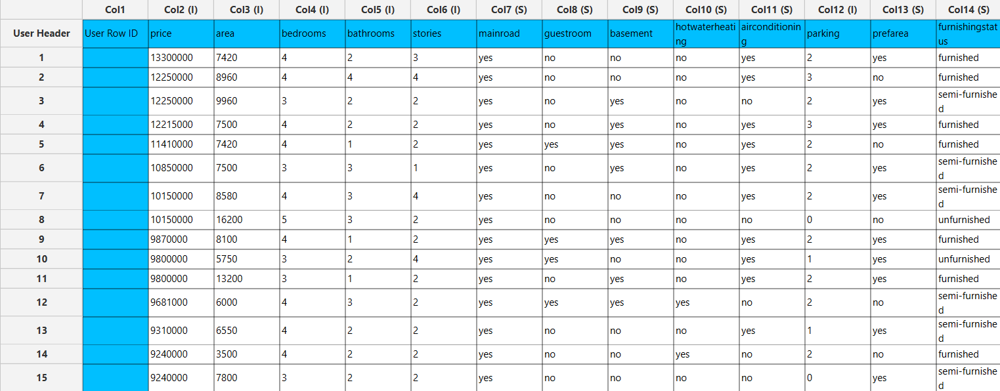 Col1 Col2 (I) Col3 (I) Col4 (I) Col5 (I) Col6 (I) Col7 (S) Col8 (S) Col9 (S) Col10 (S) Col11 (S) Col12 (I) Col13 (S) Col14 (S)
User Header User Row ID price area bedrooms bathrooms stories mainroad guestroom basement hotwaterheati airconditionin parking prefarea furnishingstat
ng g us
1 13300000 7420 4 2 3 yes no no no yes 2 yes furnished
2 12250000 8960 4 4 4 yes no no no yes 3 no furnished
3 12250000 9960 3 2 2 yes no yes no no 2 yes semi-furnishe
d
4 12215000 7500 4 2 2 yes no yes no yes 3 yes furnished
5 11410000 7420 4 1 2 yes yes yes no yes 2 no furnished
6 10850000 7500 3 3 1 yes no yes no yes 2 yes semi-furnishe
d
7 10150000 8580 4 3 4 yes no no no yes 2 yes semi-furnishe
d
8 10150000 16200 5 3 2 yes no no no no 0 no unfurnished
9 9870000 8100 4 1 2 yes yes yes no yes 2 yes furnished
10 9800000 5750 3 2 4 yes yes no no yes 1 yes unfurnished
11 9800000 13200 3 1 2 yes no yes no yes 2 yes furnished
12 9681000 6000 4 3 2 yes yes yes yes no 2 no semi-furnishe
d
13 9310000 6550 4 2 2 yes no no no yes 1 yes semi-furnishe
d
14 9240000 3500 4 2 2 yes no no yes no 2 no furnished
15 9240000 7800 3 2 2 yes no no no no 0 yes semi-furnishe
d